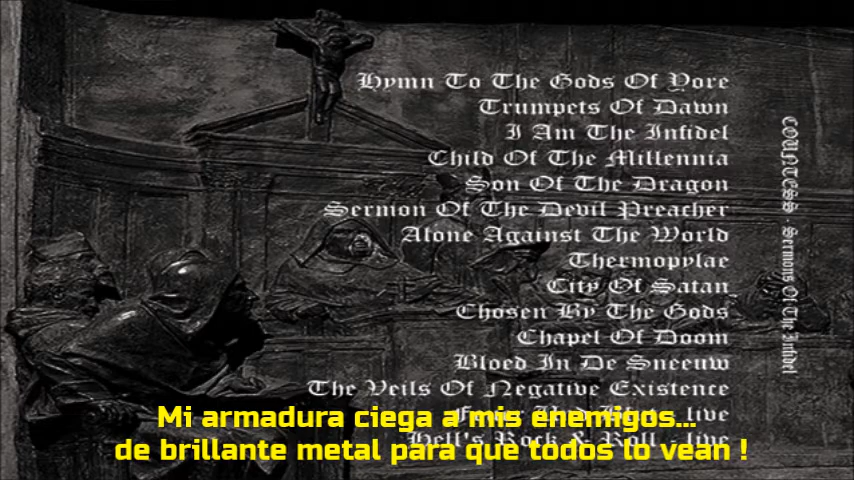 Hymn To The Gods Of Yore
Trumpets Of Dawn
I Am The Infidel
Child Of The Millennia
Son Of The Dragon
Sermon Of The Devil Preacher
Alone Against The World
Thermopylae
City Of Satan
Chosen By The Gods
Chapel Of Doom
Bloed In De Sneeuw
The Veils Of Negative Existence
live
Hell's Rock & Roll - live
COUNTESS - Sermons Of The Infidel
Mi armadura ciega a mis enemigos...
de brillante metal para que todos lo vean !